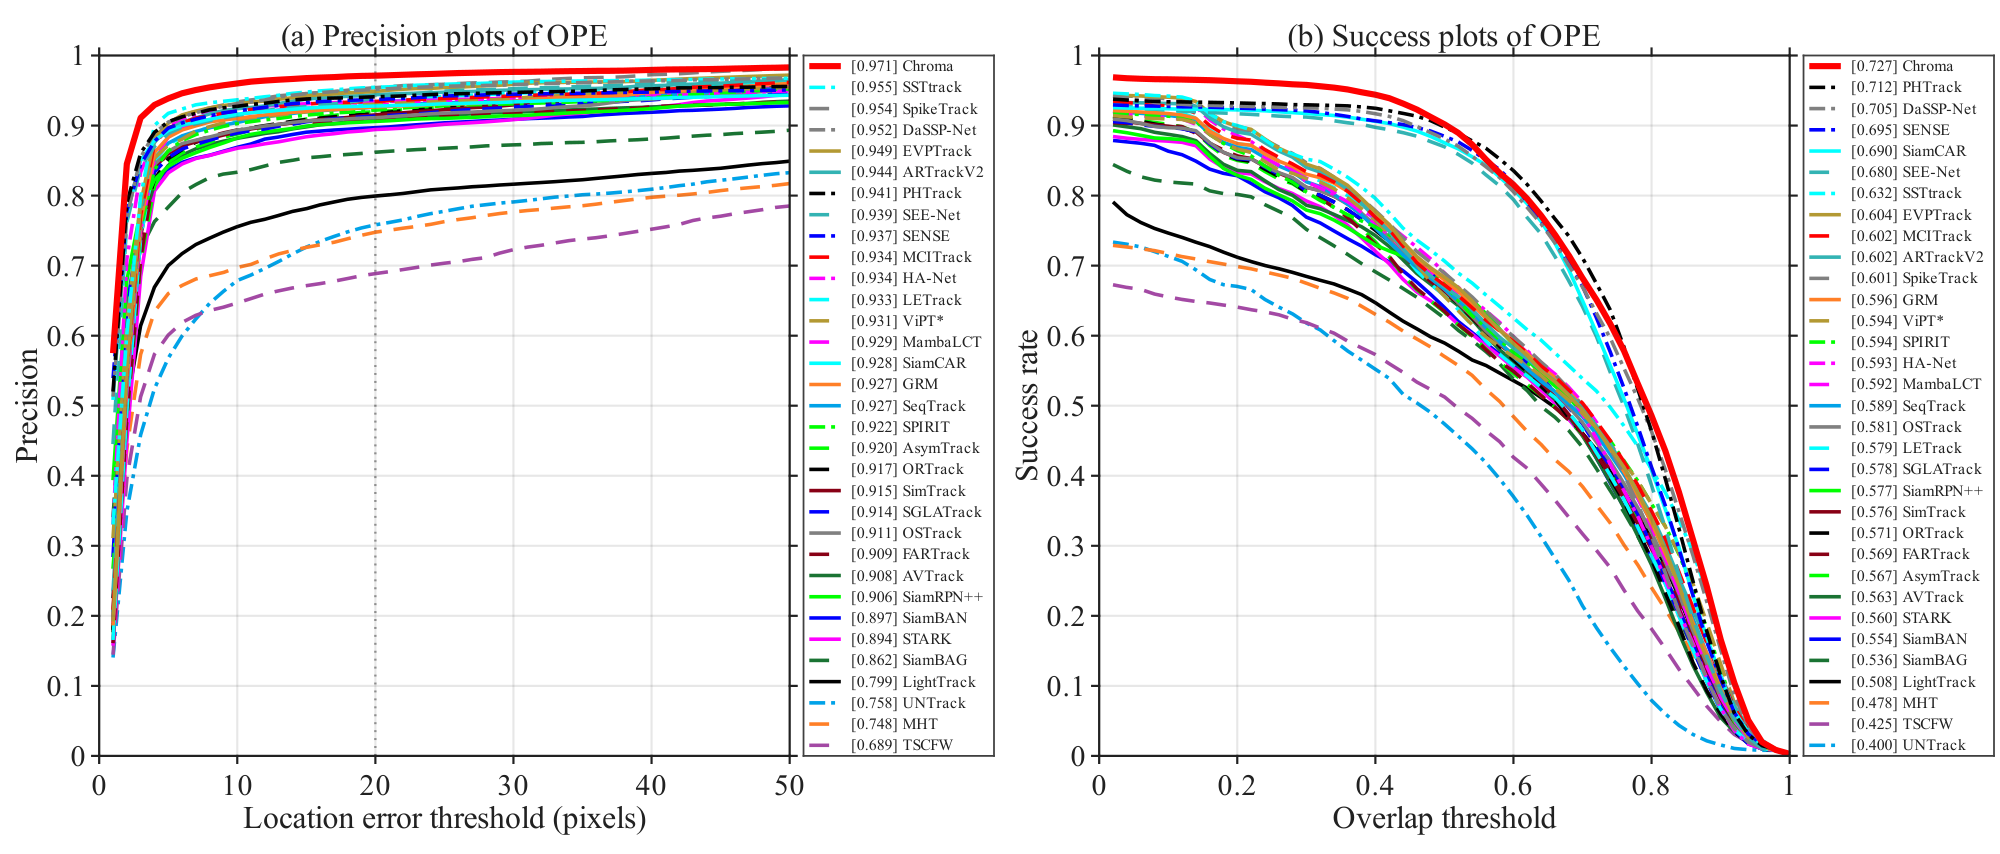 (a) Precision plots of OPE
1
0.9
0.8
0.7
0.6
0.5
0.4
0.3
0.2
0.1
0
0
10
20
30
40
50
Precision
Location error threshold (pixels)
[0.971] Chroma
[0.955] SSTtrack
[0.954] SpikeTrack
[0.952] DaSSP-Net
[0.949] EVPTrack
[0.944] ARTrackV2
[0.941] PHTrack
[0.939] SEE-Net
[0.937] SENSE
[0.934] MCITrack
[0.934] HA-Net
[0.933] LETrack
[0.931] ViPT*
[0.929] MambaLCT
[0.928] SiamCAR
[0.927] GRM
[0.927] SeqTrack
[0.922] SPIRIT
[0.920] AsymTrack
[0.917] ORTrack
[0.915] SimTrack
[0.914] SGLATrack
[0.911] OSTrack
[0.909] FARTrack
[0.908] AVTrack
[0.906] SiamRPN++
[0.897] SiamBAN
[0.894] STARK
[0.862] SiamBAG
[0.799] LightTrack
[0.758] UNTrack
[0.748] MHT
[0.689] TSCFW
(b) Success plots of OPE
1
0.9
0.8
0.7
0.6
0.5
0.4
0.3
0.2
0.1
0
0
0.2
0.4
0.6
0.8
1
Success rate
Overlap threshold
[0.727] Chroma
[0.712] PHTrack
[0.705] DaSSP-Net
[0.695] SENSE
[0.690] SiamCAR
[0.680] SEE-Net
[0.632] SSTtrack
[0.604] EVPTrack
[0.602] MCITrack
[0.602] ARTrackV2
[0.601] SpikeTrack
[0.596] GRM
[0.594] ViPT*
[0.594] SPIRIT
[0.593] HA-Net
[0.592] MambaLCT
[0.589] SeqTrack
[0.581] OSTrack
[0.579] LETrack
[0.578] SGLATrack
[0.577] SiamRPN++
[0.576] SimTrack
[0.571] ORTrack
[0.569] FARTrack
[0.567] AsymTrack
[0.563] AVTrack
[0.560] STARK
[0.554] SiamBAN
[0.536] SiamBAG
[0.508] LightTrack
[0.478] MHT
[0.425] TSCFW
[0.400] UNTrack